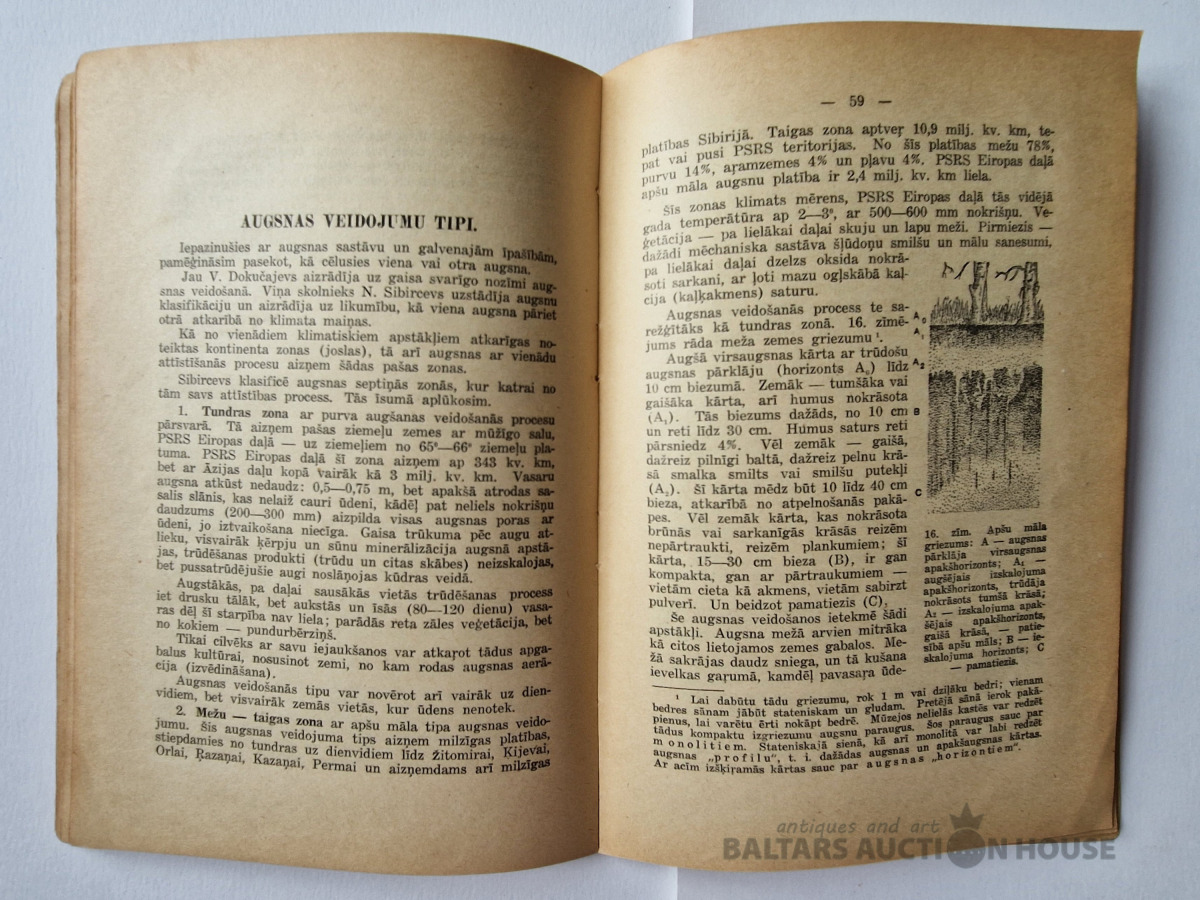 AUGSNAS VEIDOJUMU TIPI.
Iepazinušies ar augsnas sastāvu un galvenajām īpašībām,
pamēģināsim pasekot, kā cēlusies viena vai otra augsna.
Jau V. Dokučajevs aizrādīja uz gaisa svarīgo nozīmi aug-
snas veidošanā. Viņa skolnieks N. Sibircevs uzstādīja augsnu
klasifikāciju un aizrādīja uz likumību, kā viena augsna pāriet
otrā atkarībā no klimata maiņas.
Kā no vienādiem klimatiskiem apstākļiem atkarīgas no-
teiktas kontinenta zonas (joslas), tā arī augsnas ar vienādu
attīstīšanās procesu aizņem šādas pašas zonas.
Sibircevs klasificē augsnas septiņās zonās, kur katrai no
tām savs attīstības process. Tās īsumā aplūkosim.
1. Tundras zona ar purva augšanas veidošanās procesu
pārsvarā. Tā aizņem pašas ziemeļu zemes ar mūžīgo salu,
PSRS Eiropas daļā — uz ziemeļiem no 65°—66° ziemeļu pla-
tuma. PSRS Eiropas daļā šī zona aizņem ap 343 kv. km,
bet ar Āzijas daļu kopā vairāk kā 3 milj. kv. km. Vasaru
augsna atkūst nedaudz: 0,5—0,75 m, bet apakšā atrodas sa-
salis slānis, kas nelaiž cauri ūdeni, kādēļ pat neliels nokrišņu
daudzums (200—300 mm) aizpilda visas augsnas poras ar
ūdeni, jo iztvaikošana niecīga. Gaisa trūkuma pēc augu at-
lieku, visvairāk ķērpju un sūnu minerālizācija augsnā apstā-
jas, trūdēšanas produkti (trūdu un citas skābes) neizskalojas,
bet pussatrūdējušie augi noslāņojas kūdras veidā.
Augstākās, pa daļai sausākās vietās trūdēšanas process
iet drusku tālāk, bet aukstās un īsās (80—120 dienu) vasa-
ras dēļ šī starpība nav liela; parādās reta zāles veģetācija, bet
no kokiem — pundurbērziņš.
Tikai cilvēks ar savu iejaukšanos var atkaŗot tādus apga-
balus kultūrai, nosusinot zemi, no kam rodas augsnas aerā-
cija (izvēdināšana).
Augsnas veidošanās tipu var novērot arī vairāk uz dien-
vidiem, bet visvairāk zemās vietās, kur ūdens nenotek.
2. Mežu — taigas zona ar apšu māla tipa augsnas veido-
jumu. Šis augsnas veidojuma tips aizņem milzīgas platības,
stiepdamies no tundras uz dienvidiem līdz Žitomirai, Kijevai,
Orlai, Ŗazaņai, Kazaņai, Permai un aizņemdams arī milzīgas
— 59 —
platības Sibirijā. Taigas zona aptveŗ 10,9 milj. kv. km, te-
pat vai pusi PSRS teritorijas. No šīs platības mežu 78%,
purvu 14%, aŗamzemes 4% un pļavu 4%. PSRS Eiropas daļā
apšu māla augsnu platība ir 2,4 milj. kv. km liela.
Šīs zonas klimats mērens, PSRS Eiropas daļā tās vidējā
gada temperatūra ap 2—3°, ar 500—600 mm nokrišņu. Ve-
ģetācija — pa lielākai daļai skuju un lapu meži. Pirmiezis —
dažādi mēchaniska sastāva šļūdoņu smilšu un mālu sanesumi,
pa lielākai daļai dzelzs oksida nokrā-
soti sarkani, ar ļoti mazu ogļskābā kaļ-
cija (kaļķakmens) saturu.
Augsnas veidošanās process te sa-
režģītāks kā tundras zonā. 16. zīmē-
jums rāda meža zemes griezumu¹.
Augšā virsaugsnas kārta ar trūdošu
augsnas pārklāju (horizonts A₀) līdz
10 cm biezumā. Zemāk — tumšāka vai
gaišāka kārta, arī humus nokrāsota
(A₁). Tās biezums dažāds, no 10 cm
un reti līdz 30 cm. Humus saturs reti
pārsniedz 4%. Vēl zemāk — gaišā,
dažreiz pilnīgi baltā, dažreiz pelnu krā-
sā smalka smilts vai smilšu putekļi
(A₂). Šī kārta mēdz būt 10 līdz 40 cm
bieza, atkarībā no atpelnošanās pakā-
pes. Vēl zemāk kārta, kas nokrāsota
brūnās vai sarkanīgās krāsās reizēm
nepārtraukti, reizēm plankumiem; šī
kārta, 15—30 cm bieza (B), ir gan
kompakta, gan ar pārtraukumiem —
vietām cieta kā akmens, vietām sabirzt
pulverī. Un beidzot pamatiezis (C),
Še augsnas veidošanos ietekmē šādi
apstākļi. Augsna mežā arvien mitrāka
kā citos lietojamos zemes gabalos. Me-
žā sakrājas daudz sniega, un tā kušana
ievelkas gaŗumā, kamdēļ pavasaŗa ūde-
A₀
A₁
A₂
B
C
16. zīm. Apšu māla
griezums: A — augsnas
pārklāja virsaugsnas
apakšhorizonts; A₁ —
augšējais izskalojuma
apakšhorizonts, trūdāja
nokrāsots tumšā krāsā;
A₂ — izskalojuma apak-
šējais apakšhorizonts,
gaišā krāsā, — patie-
sībā apšu māls; B — ie-
skalojuma horizonts; C
— pamatiezis.
¹ Lai dabūtu tādu griezumu, rok 1 m vai dziļāku bedri; vienam
bedres sānam jābūt stateniskam un gludam. Pretējā sānā ierok pakā-
pienus, lai varētu ērti nokāpt bedrē. Mūzejos nelielās kastēs var redzēt
tādus kompaktu izgriezumu augsnu paraugus. Šos paraugus sauc par
monolitiem. Stateniskajā sienā, kā arī monolitā var labi redzēt
augsnas „profilu", t. i. dažādas augsnas un apakšaugsnas kārtas.
Ar acīm izšķiŗamās kārtas sauc par augsnas „horizontiem".
antiques and art
BALTARS AUCTION HOUSE